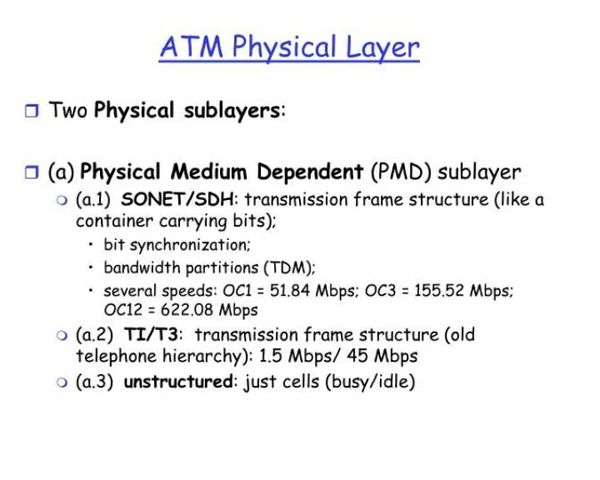 ATM Physical Layer
Two Physical sublayers:
(a) Physical Medium Dependent (PMD) sublayer
(a.1) SONET/SDH: transmission frame structure (like a
container carrying bits);
• bit synchronization;
• bandwidth partitions (TDM);
• several speeds: OC1 = 51.84 Mbps; OC3 = 155.52 Mbps;
OC12 = 622.08 Mbps
(a.2) TI/T3: transmission frame structure (old
telephone hierarchy): 1.5 Mbps/ 45 Mbps
(a.3) unstructured: just cells (busy/idle)